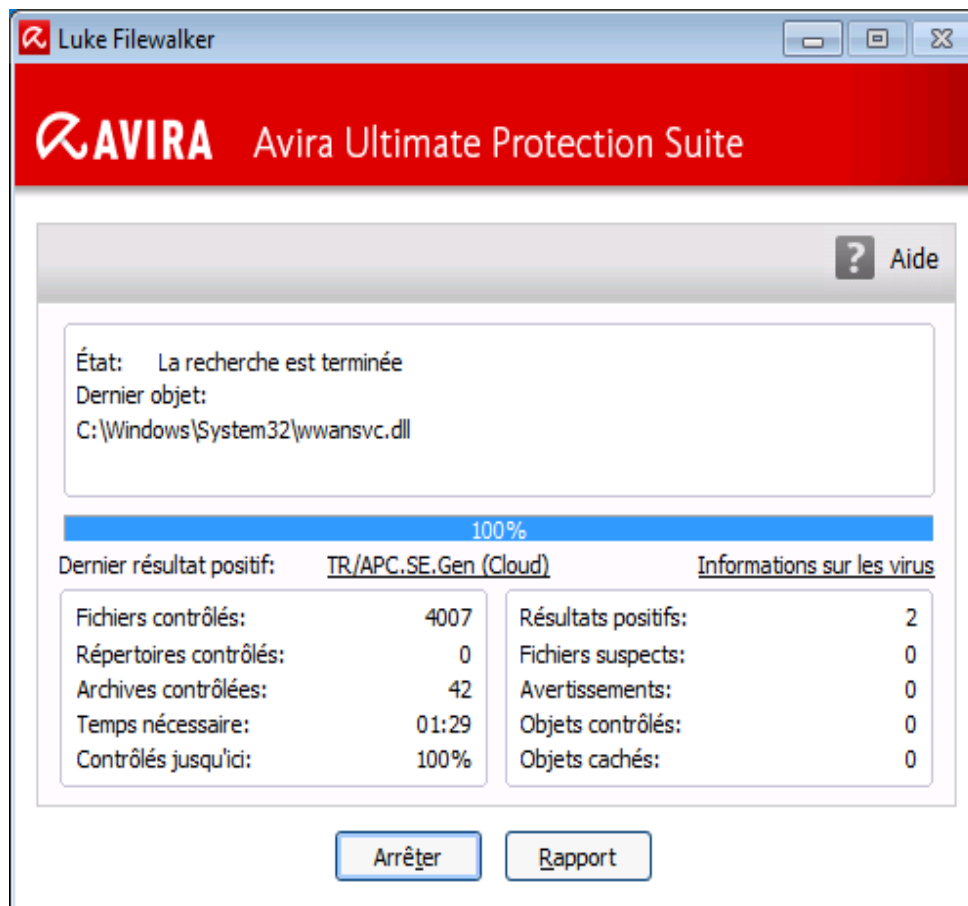 Luke Filewalker
AVIRA Avira Ultimate Protection Suite
? Aide
État: La recherche est terminée
Dernier objet:
C:\Windows\System32\wwansvc.dll
100%
Dernier résultat positif: TR/APC.SE.Gen (Cloud) Informations sur les virus
Fichiers contrôlés: 4007
Répertoires contrôlés: 0
Archives contrôlées: 42
Temps nécessaire: 01:29
Contrôlés jusqu'ici: 100%
Résultats positifs: 2
Fichiers suspects: 0
Avertissements: 0
Objets contrôlés: 0
Objets cachés: 0
Arrêter
Rapport